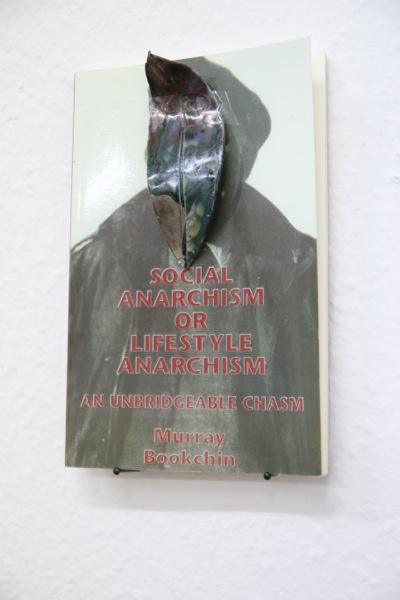 SOCIAL
ANARCHISM
OR
LIFESTYLE
ANARCHISM
AN UNBRIDGEABLE CHASM
Murray
Bookchin